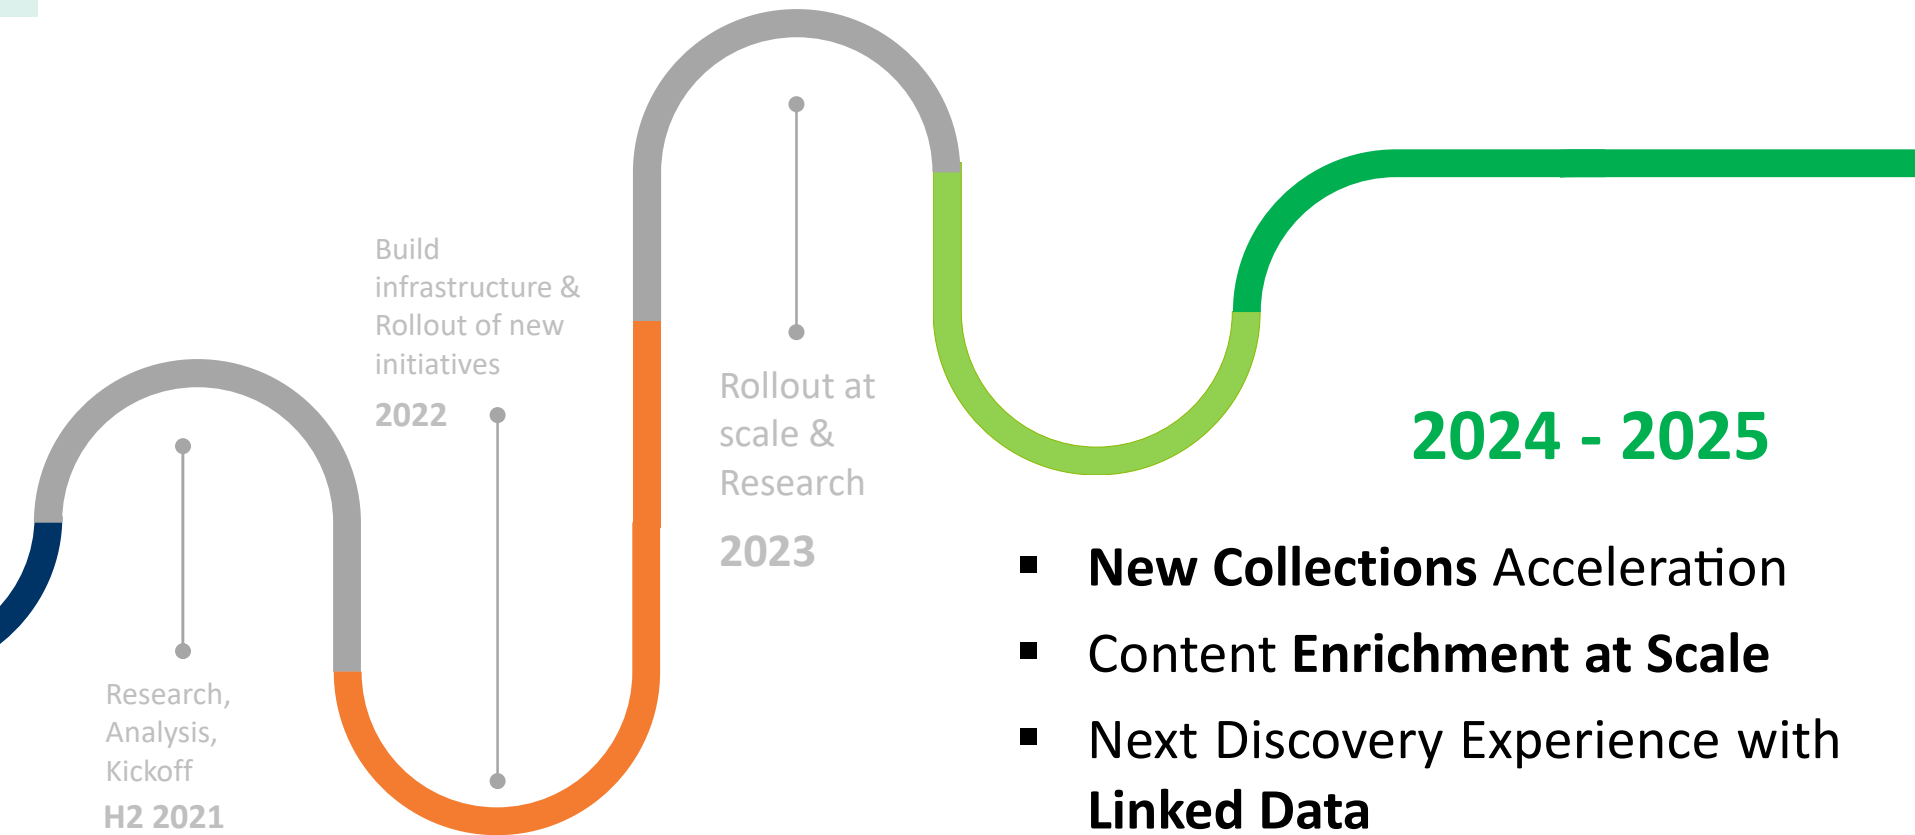 Build
infrastructure &
Rollout of new
initiatives
2022
Research,
Analysis,
Kickoff
H2 2021
Rollout at
scale &
Research
2023
2024 - 2025
▪ New Collections Acceleration
▪ Content Enrichment at Scale
▪ Next Discovery Experience with
Linked Data